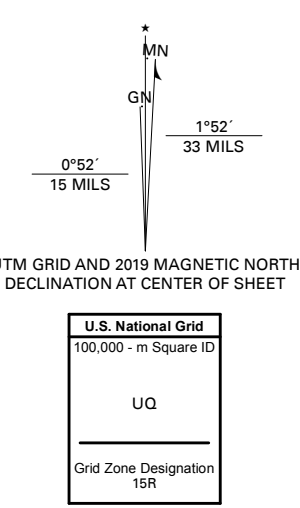 ★
MN
GN
1°52´
33 MILS
0°52´
15 MILS
UTM GRID AND 2019 MAGNETIC NORTH
DECLINATION AT CENTER OF SHEET
U.S. National Grid
100,000 - m Square ID
UQ
Grid Zone Designation
15R